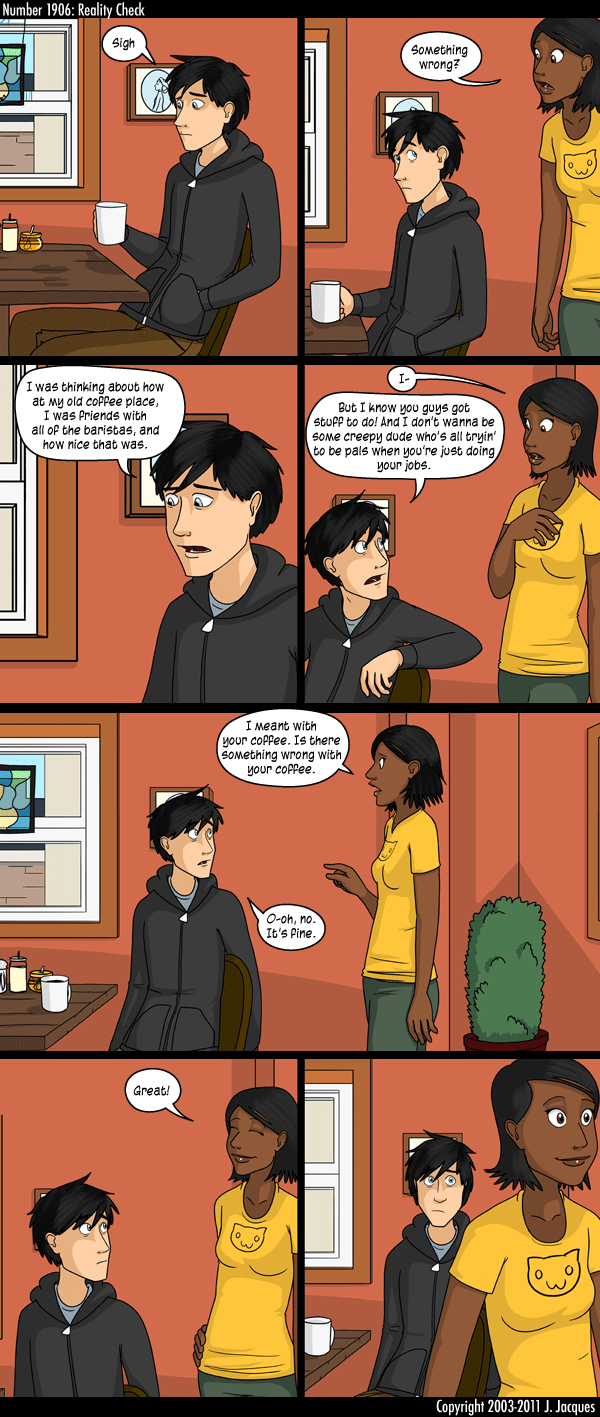 Number 1906: Reality Check
Sigh
Something
wrong?
I was thinking about how
at my old coffee place,
I was friends with
all of the baristas, and
how nice that was.
I-
But I know you guys got
stuff to do! And I don't wanna be
some creepy dude who's all tryin'
to be pals when you're just doing
your jobs.
I meant with
your coffee. Is there
something wrong with
your coffee.
O-oh, no.
It's fine.
Great!
Copyright 2003-2011 J. Jacques